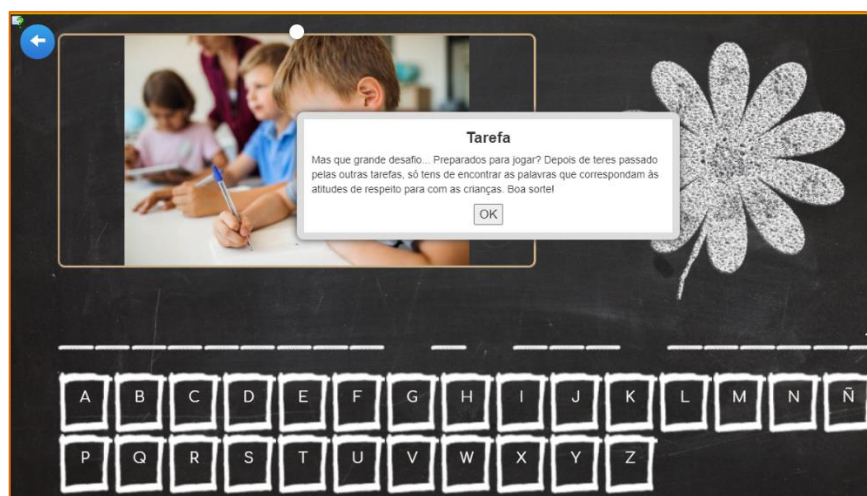 Tarefa
Mas que grande desafio... Preparados para jogar? Depois de teres passado
pelas outras tarefas, só tens de encontrar as palavras que correspondam às
atitudes de respeito para com as crianças. Boa sorte!
OK
A B C D E F G H I J K L M N Ñ
P Q R S T U V W X Y Z